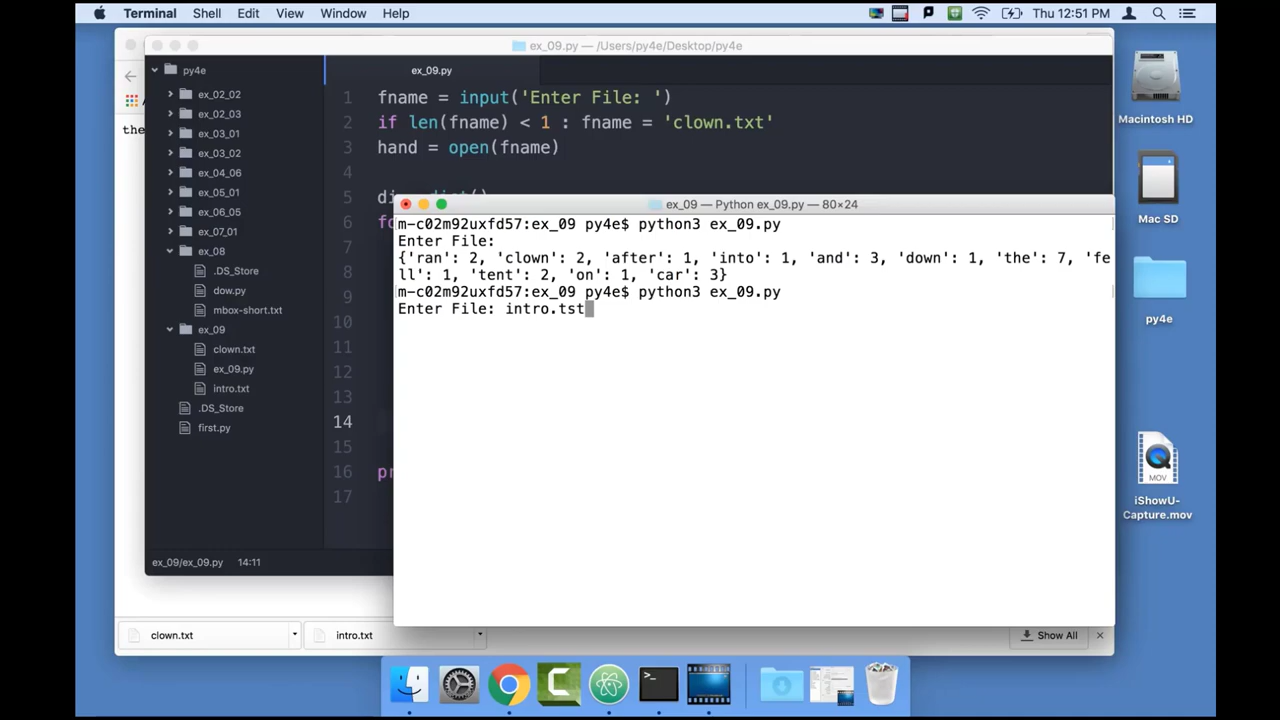 Terminal Shell Edit View Window Help Thu 12:51 PM
ex_09.py — /Users/py4e/Desktop/py4e
py4e
ex_02_02
ex_02_03
ex_03_01
ex_03_02
ex_04_06
ex_05_01
ex_06_05
ex_07_01
ex_08
.DS_Store
dow.py
mbox-short.txt
ex_09
clown.txt
ex_09.py
intro.txt
.DS_Store
first.py
ex_09/ex_09.py 14:11
ex_09.py
1 fname = input('Enter File: ')
2 if len(fname) < 1 : fname = 'clown.txt'
3 hand = open(fname)
4
5
6
7
8
9
10
11
12
13
14
15
16
17
ex_09 — Python ex_09.py — 80×24
m-c02m92uxfd57:ex_09 py4e$ python3 ex_09.py
Enter File:
{'ran': 2, 'clown': 2, 'after': 1, 'into': 1, 'and': 3, 'down': 1, 'the': 7, 'fe
ll': 1, 'tent': 2, 'on': 1, 'car': 3}
m-c02m92uxfd57:ex_09 py4e$ python3 ex_09.py
Enter File: intro.tst
clown.txt intro.txt Show All
Macintosh HD
Mac SD
py4e
MOV
iShowU-
Capture.mov